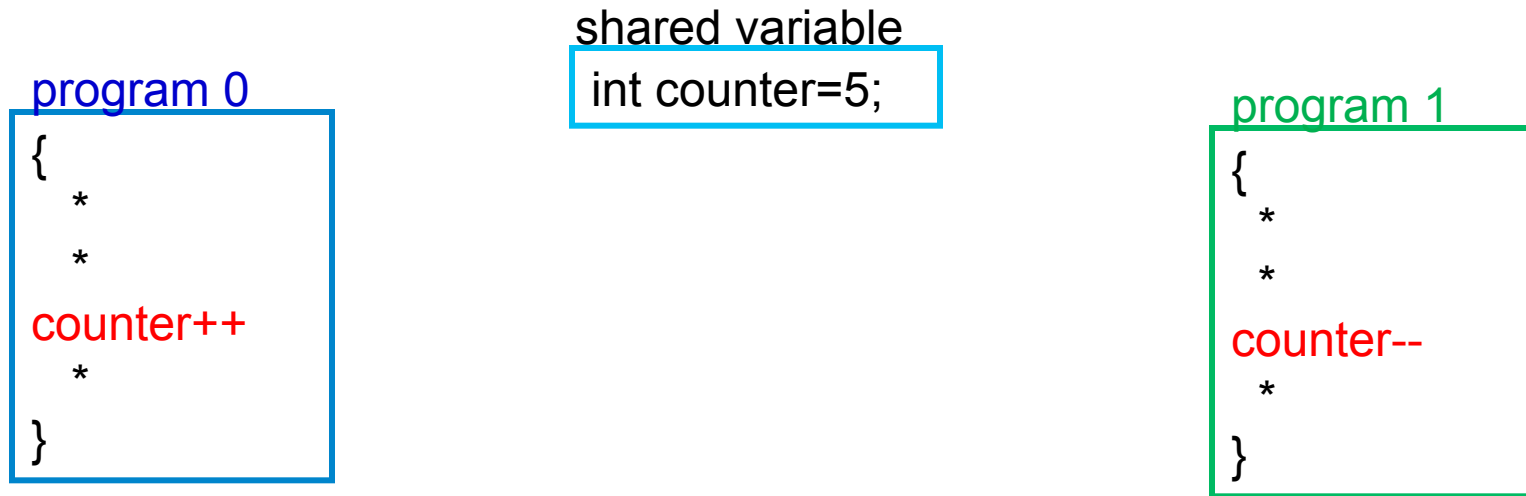 shared variable
int counter=5;
program 0
{
*
*
counter++
*
}
program 1
{
*
*
counter--
*
}